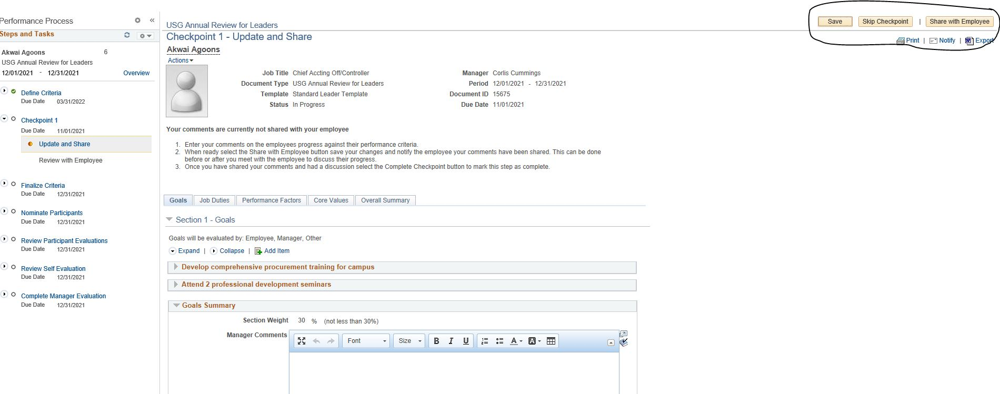 Performance Process
Steps and Tasks
Akwai Agoons 6
USG Annual Review for Leaders
12/01/2021 - 12/31/2021 Overview
Define Criteria
Due Date 03/31/2022
Checkpoint 1
Due Date 11/01/2021
Update and Share
Review with Employee
Finalize Criteria
Due Date 12/31/2021
Nominate Participants
Due Date 12/31/2021
Review Participant Evaluations
Due Date 12/31/2021
Review Self Evaluation
Due Date 12/31/2021
Complete Manager Evaluation
Due Date 12/31/2021
USG Annual Review for Leaders
Save Skip Checkpoint | Share with Employee
Checkpoint 1 - Update and Share
Print | Notify | Export
Akwai Agoons
Actions
Job Title Chief Accting Off/Controller Manager Corlis Cummings
Document Type USG Annual Review for Leaders Period 12/01/2021 - 12/31/2021
Template Standard Leader Template Document ID 15675
Status In Progress Due Date 11/01/2021
Your comments are currently not shared with your employee
1. Enter your comments on the employees progress against their performance criteria.
2. When ready select the Share with Employee button save your changes and notify the employee your comments have been shared. This can be done
before or after you meet with the employee to discuss their progress.
3. Once you have shared your comments and had a discussion select the Complete Checkpoint button to mark this step as complete.
Goals Job Duties Performance Factors Core Values Overall Summary
Section 1 - Goals
Goals will be evaluated by: Employee, Manager, Other
Expand | Collapse | Add Item
Develop comprehensive procurement training for campus
Attend 2 professional development seminars
Goals Summary
Section Weight 30 % (not less than 30%)
Manager Comments
Font Size B I U A A